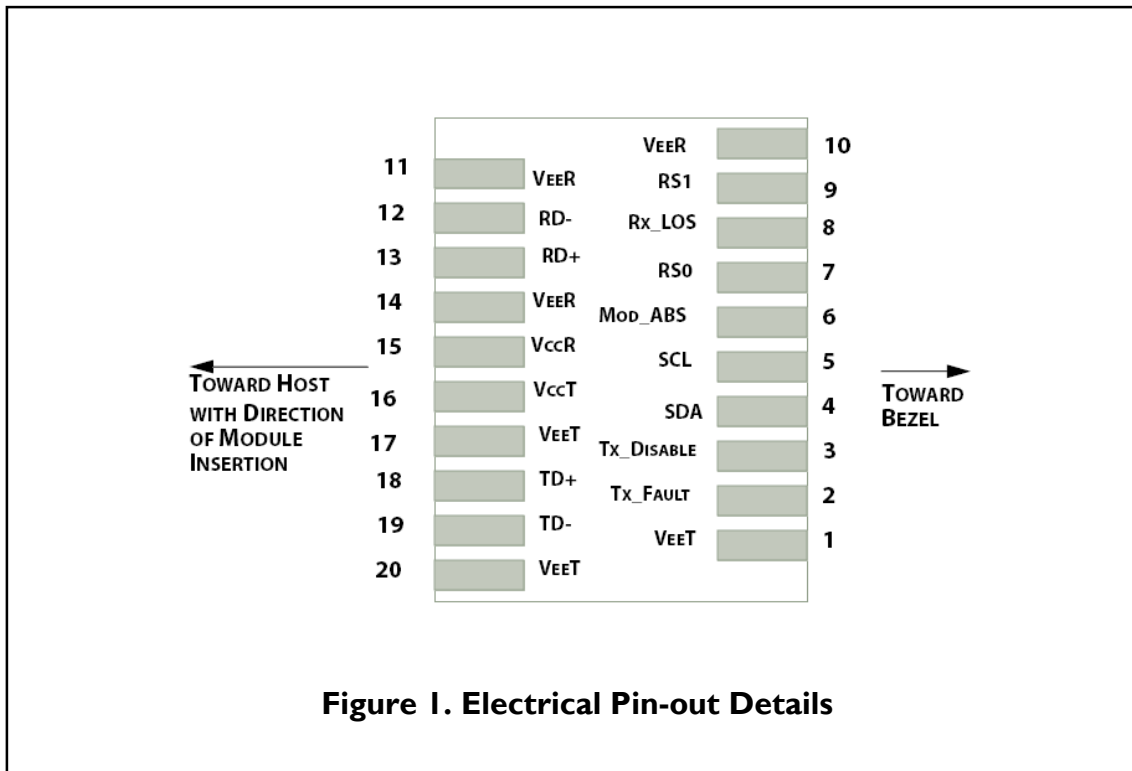 11 VEER
12 RD-
13 RD+
14 VEER
15 VCCR
16 VCCT
17 VEET
18 TD+
19 TD-
20 VEET
VEER 10
RS1 9
RX_LOS 8
RS0 7
MOD_ABS 6
SCL 5
SDA 4
TX_DISABLE 3
TX_FAULT 2
VEET 1
TOWARD HOST
WITH DIRECTION
OF MODULE
INSERTION
TOWARD
BEZEL
Figure 1. Electrical Pin-out Details